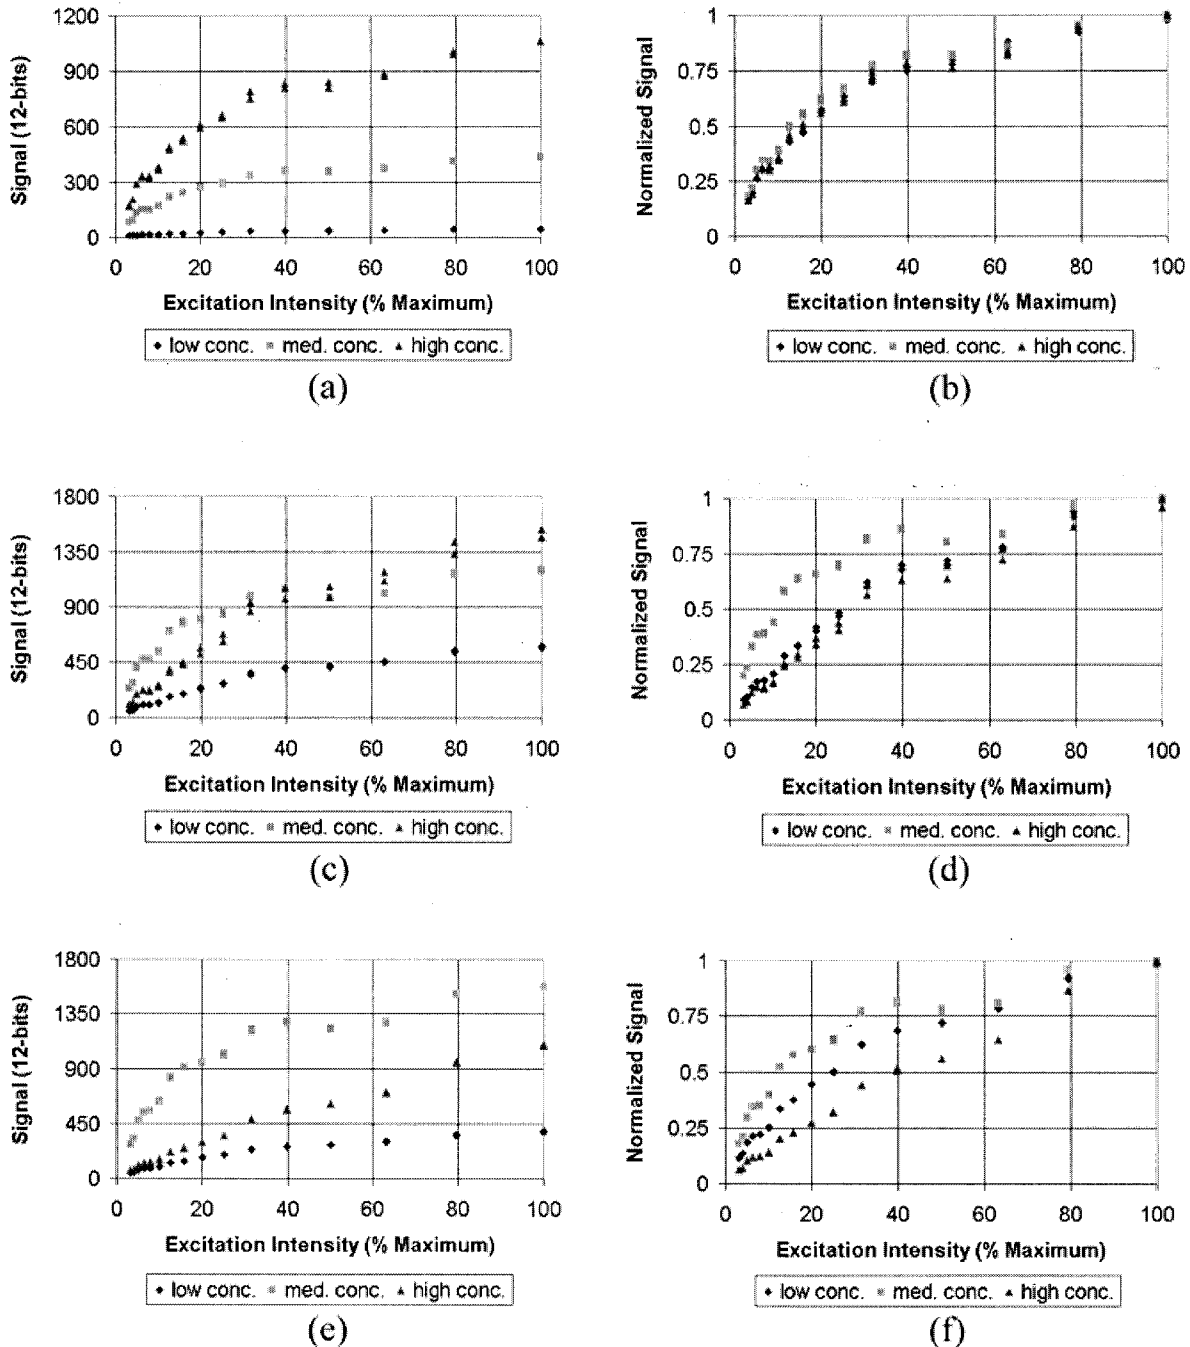 Signal (12-bits)
1200
900
600
300
0
0 20 40 60 80 100
Excitation Intensity (% Maximum)
low conc. med. conc. high conc.
(a)
Normalized Signal
1
0.75
0.5
0.25
0
0 20 40 60 80 100
Excitation Intensity (% Maximum)
low conc. med. conc. high conc.
(b)
Signal (12-bits)
1800
1350
900
450
0
0 20 40 60 80 100
Excitation Intensity (% Maximum)
low conc. med. conc. high conc.
(c)
Normalized Signal
1
0.75
0.5
0.25
0
0 20 40 60 80 100
Excitation Intensity (% Maximum)
low conc. med. conc. high conc.
(d)
Signal (12-bits)
1800
1350
900
450
0
0 20 40 60 80 100
Excitation Intensity (% Maximum)
low conc. med. conc. high conc.
(e)
Normalized Signal
1
0.75
0.5
0.25
0
0 20 40 60 80 100
Excitation Intensity (% Maximum)
low conc. med. conc. high conc.
(f)